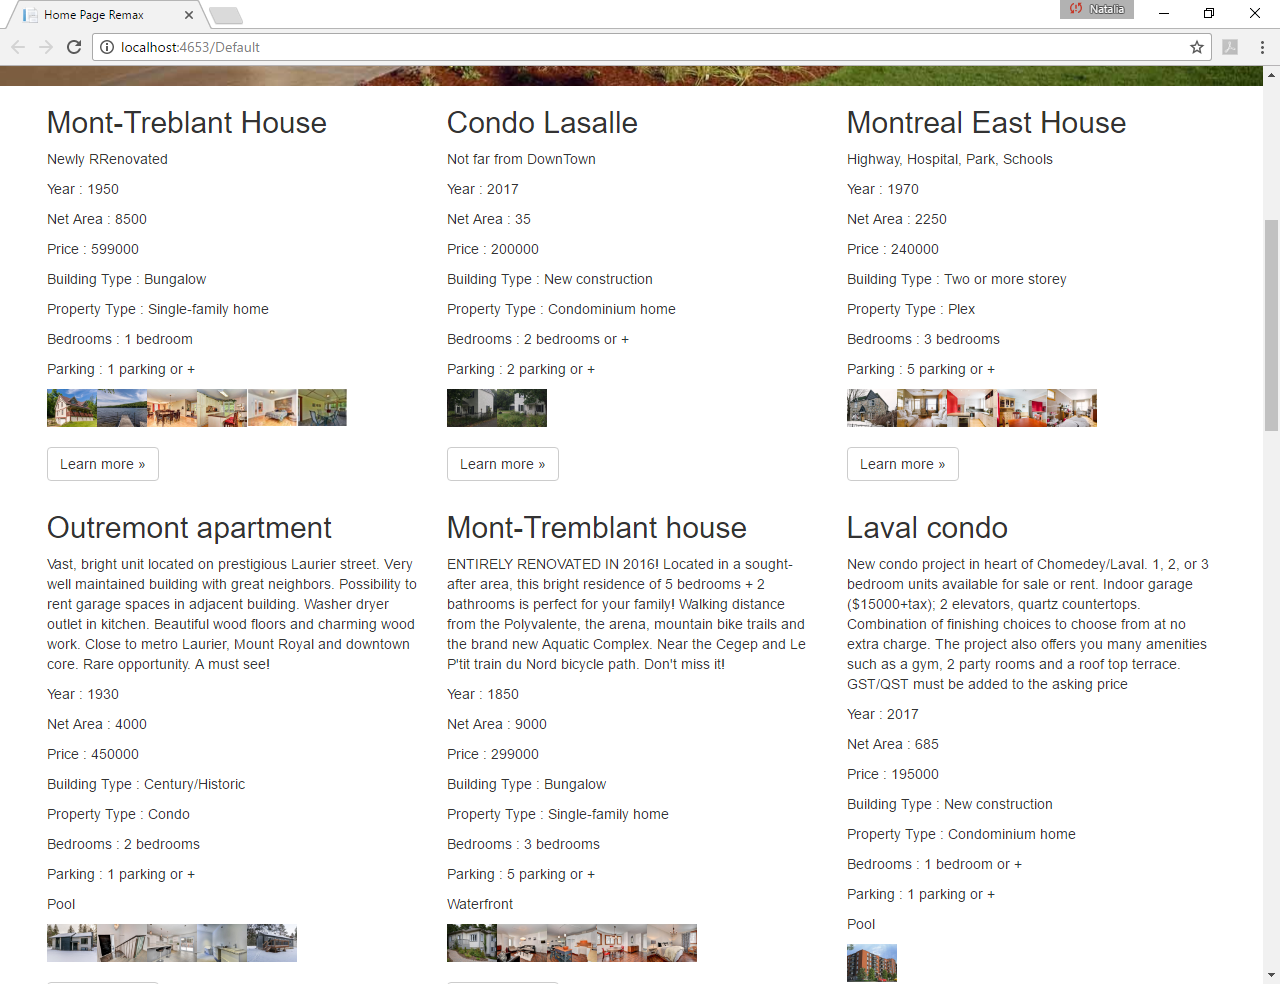 Home Page Remax
Natalia
localhost:4653/Default
Mont-Treblant House
Newly RRenovated
Year : 1950
Net Area : 8500
Price : 599000
Building Type : Bungalow
Property Type : Single-family home
Bedrooms : 1 bedroom
Parking : 1 parking or +
Learn more »
Condo Lasalle
Not far from DownTown
Year : 2017
Net Area : 35
Price : 200000
Building Type : New construction
Property Type : Condominium home
Bedrooms : 2 bedrooms or +
Parking : 2 parking or +
Learn more »
Montreal East House
Highway, Hospital, Park, Schools
Year : 1970
Net Area : 2250
Price : 240000
Building Type : Two or more storey
Property Type : Plex
Bedrooms : 3 bedrooms
Parking : 5 parking or +
Learn more »
Outremont apartment
Vast, bright unit located on prestigious Laurier street. Very
well maintained building with great neighbors. Possibility to
rent garage spaces in adjacent building. Washer dryer
outlet in kitchen. Beautiful wood floors and charming wood
work. Close to metro Laurier, Mount Royal and downtown
core. Rare opportunity. A must see!
Year : 1930
Net Area : 4000
Price : 450000
Building Type : Century/Historic
Property Type : Condo
Bedrooms : 2 bedrooms
Parking : 1 parking or +
Pool
Mont-Tremblant house
ENTIRELY RENOVATED IN 2016! Located in a sought-
after area, this bright residence of 5 bedrooms + 2
bathrooms is perfect for your family! Walking distance
from the Polyvalente, the arena, mountain bike trails and
the brand new Aquatic Complex. Near the Cegep and Le
P'tit train du Nord bicycle path. Don't miss it!
Year : 1850
Net Area : 9000
Price : 299000
Building Type : Bungalow
Property Type : Single-family home
Bedrooms : 3 bedrooms
Parking : 5 parking or +
Waterfront
Laval condo
New condo project in heart of Chomedey/Laval. 1, 2, or 3
bedroom units available for sale or rent. Indoor garage
($15000+tax); 2 elevators, quartz countertops.
Combination of finishing choices to choose from at no
extra charge. The project also offers you many amenities
such as a gym, 2 party rooms and a roof top terrace.
GST/QST must be added to the asking price
Year : 2017
Net Area : 685
Price : 195000
Building Type : New construction
Property Type : Condominium home
Bedrooms : 1 bedroom or +
Parking : 1 parking or +
Pool